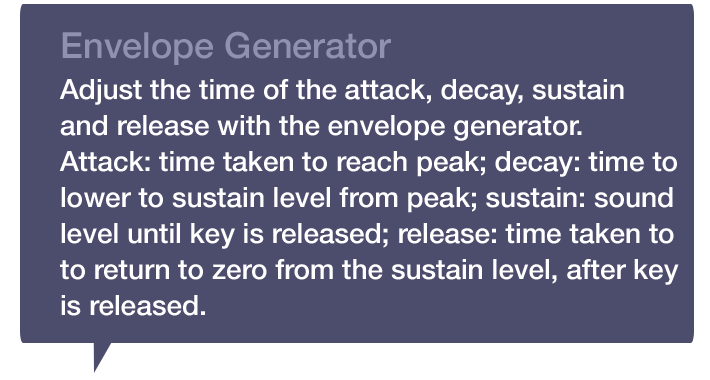 Envelope Generator
Adjust the time of the attack, decay, sustain
and release with the envelope generator.
Attack: time taken to reach peak; decay: time to
lower to sustain level from peak; sustain: sound
level until key is released; release: time taken to
to return to zero from the sustain level, after key
is released.